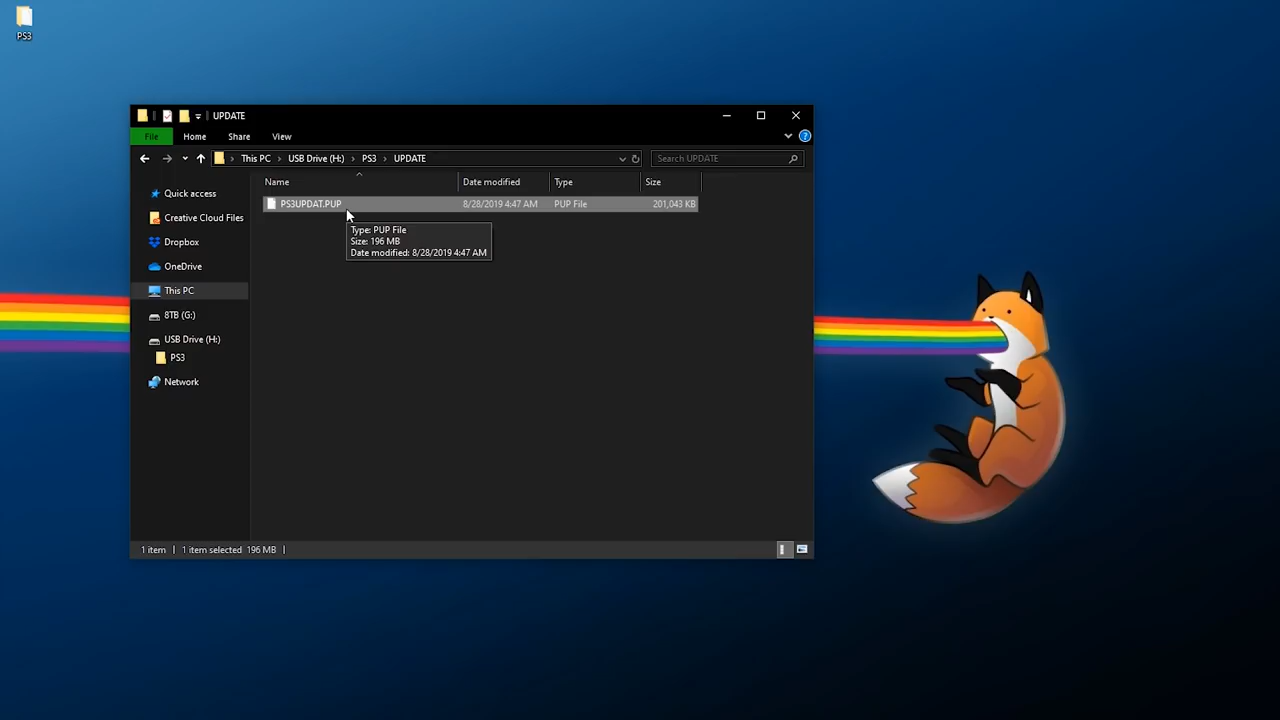 PS3
UPDATE
File Home Share View
This PC USB Drive (H:) PS3 UPDATE Search UPDATE
Name Date modified Type Size
Quick access
PS3UPDAT.PUP 8/28/2019 4:47 AM PUP File 201,043 KB
Creative Cloud Files
Type: PUP File
Size: 196 MB
Date modified: 8/28/2019 4:47 AM
Dropbox
OneDrive
This PC
8TB (G:)
USB Drive (H:)
PS3
Network
1 item 1 item selected 196 MB